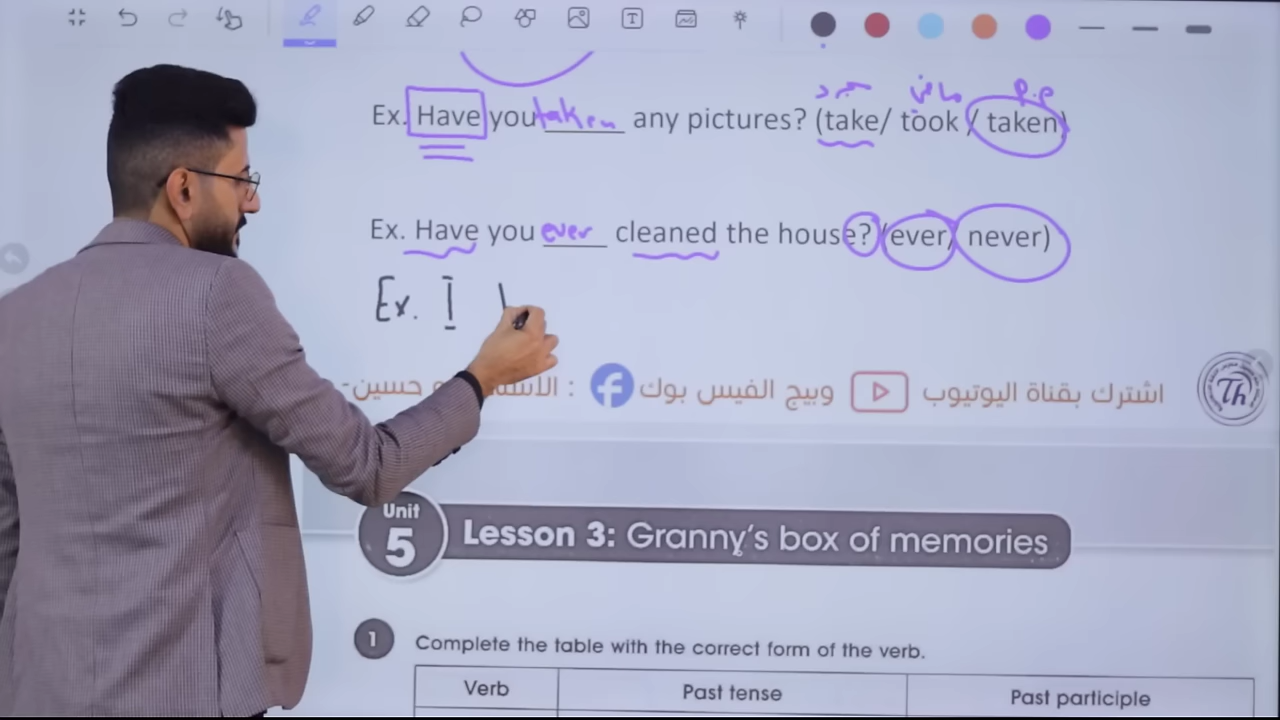 مجرد ماضي p.p
Ex. Have you taken any pictures? (take/ took / taken)
Ex. Have you ever cleaned the house? (ever/ never)
Ex. I
اشترك بقناة اليوتيوب وبيج الفيس بوك : حسين-
Th
Unit 5 Lesson 3: Granny's box of memories
1 Complete the table with the correct form of the verb.
Verb Past tense Past participle